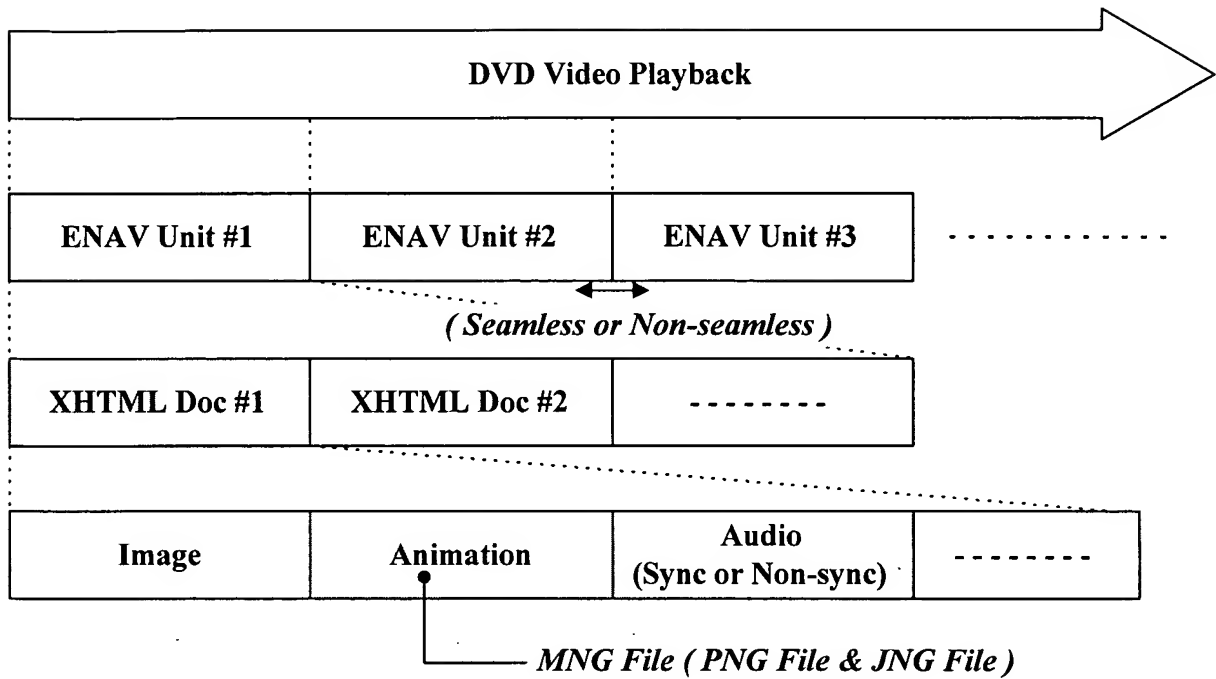 DVD Video Playback
ENAV Unit #1 ENAV Unit #2 ENAV Unit #3 - - - - - - - - - - - -
( Seamless or Non-seamless )
XHTML Doc #1 XHTML Doc #2 - - - - - - - -
Image Animation Audio
(Sync or Non-sync) - - - - - - - -
MNG File ( PNG File & JNG File )